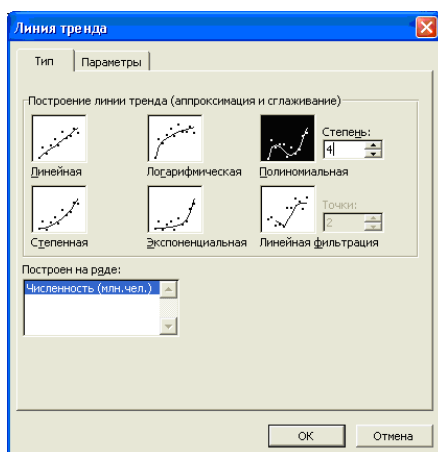 Линия тренда
Тип Параметры
Построение линии тренда (аппроксимация и сглаживание)
Степень:
4
Линейная Логарифмическая Полиномиальная
Точки:
2
Степенная Экспоненциальная Линейная фильтрация
Построен на ряде:
Численность (млн.чел.)
ОК Отмена